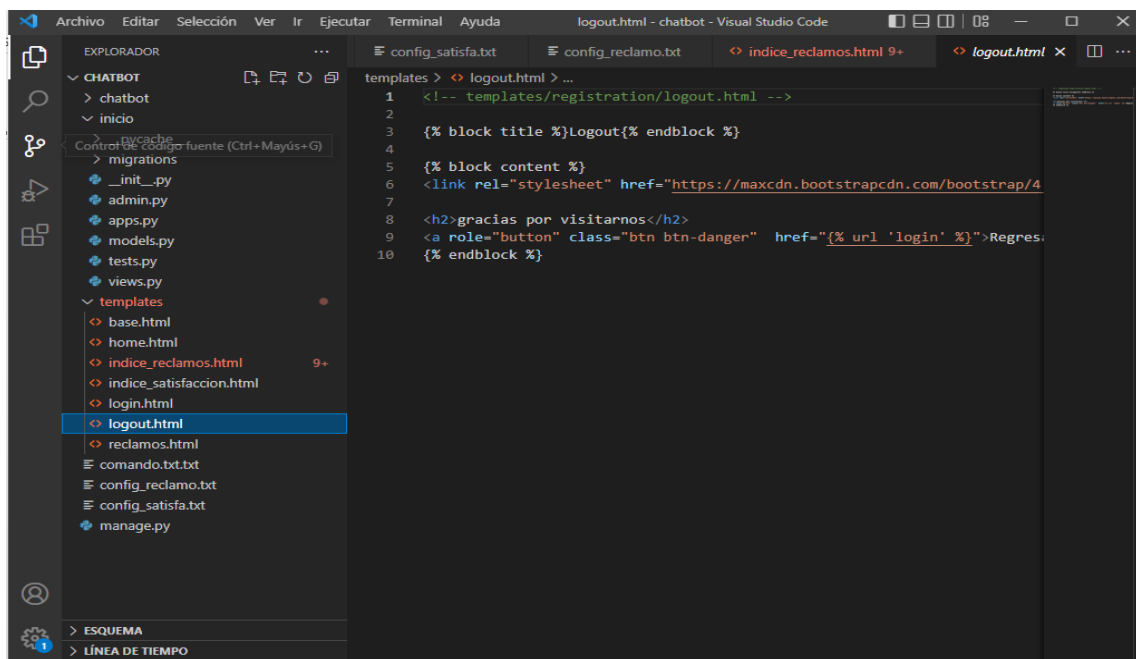 Archivo Editar Selección Ver Ir Ejecutar Terminal Ayuda logout.html - chatbot - Visual Studio Code
EXPLORADOR
config_satisfa.txt config_reclamo.txt indice_reclamos.html 9+ logout.html
CHATBOT
templates > logout.html > ...
chatbot
inicio
__pycache__
Control de código fuente (Ctrl+Mayús+G)
migrations
__init__.py
admin.py
apps.py
models.py
tests.py
views.py
templates
base.html
home.html
indice_reclamos.html 9+
indice_satisfaccion.html
login.html
logout.html
reclamos.html
comando.txt.txt
config_reclamo.txt
config_satisfa.txt
manage.py
ESQUEMA
LÍNEA DE TIEMPO
1
1 <!-- templates/registration/logout.html -->
2
3 {% block title %}Logout{% endblock %}
4
5 {% block content %}
6 <link rel="stylesheet" href="https://maxcdn.bootstrapcdn.com/bootstrap/4
7
8 <h2>gracias por visitarnos</h2>
9 <a role="button" class="btn btn-danger" href="{% url 'login' %}">Regresa
10 {% endblock %}